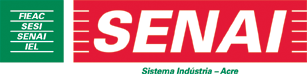 FIEAC
SESI
SENAI
IEL
SENAI
Sistema Indústria – Acre